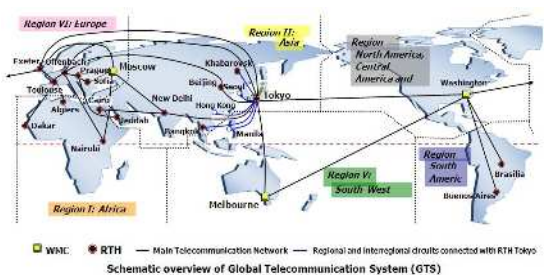 Region VI: Europe
Region II:
Asia
Region
North America,
Central
America and
Exeter
Offenbach
Prague
Moscow
Sofia
Toulouse
Algiers
Cairo
Jeddah
Dakar
Nairobi
New Delhi
Khabarovsk
Beijing
Seoul
Tokyo
Hong Kong
Bangkok
Manila
Washington
Region I: Africa
Region V:
South West
Melbourne
Region
South
Americ
Brasilia
Buenos Aires
WMC
RTH
Main Telecommunication Network
Regional and interregional circuits connected with RTH Tokyo
Schematic overview of Global Telecommunication System (GTS)